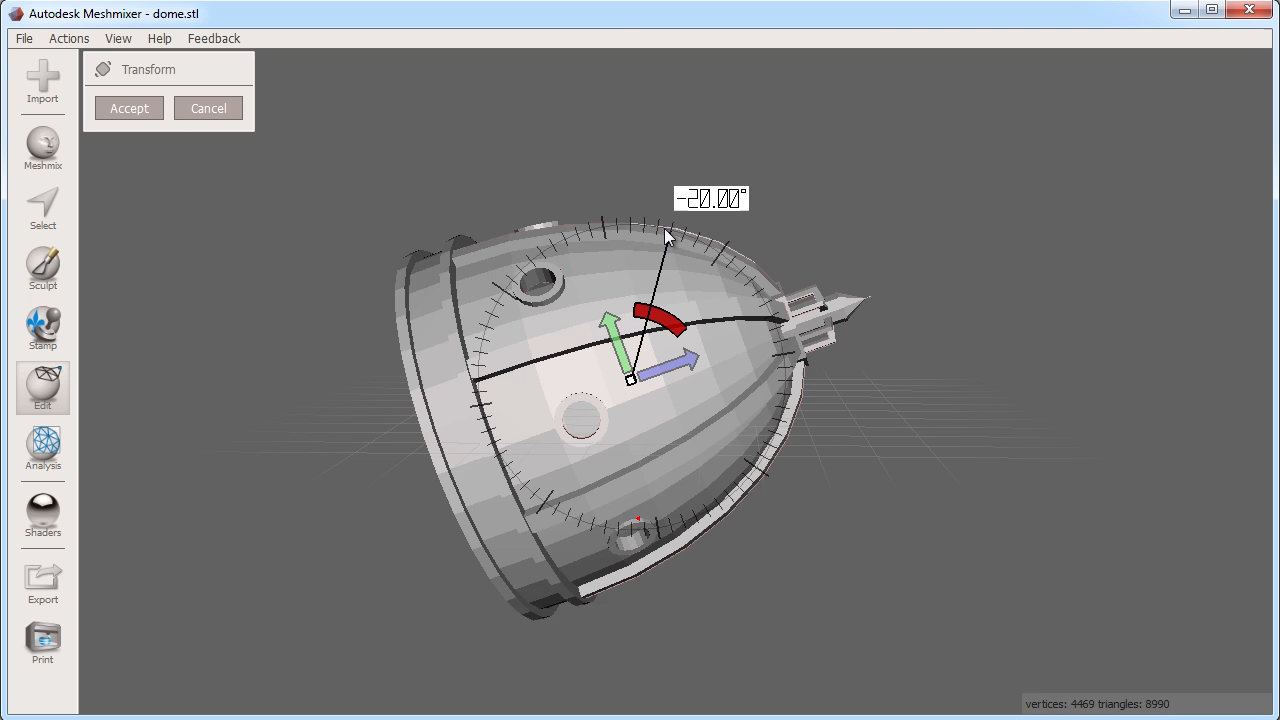 Autodesk Meshmixer - dome.stl
File Actions View Help Feedback
Import
Meshmix
Select
Sculpt
Stamp
Edit
Analysis
Shaders
Export
Print
Transform
Accept Cancel
-20.00°
vertices: 4469 triangles: 8990